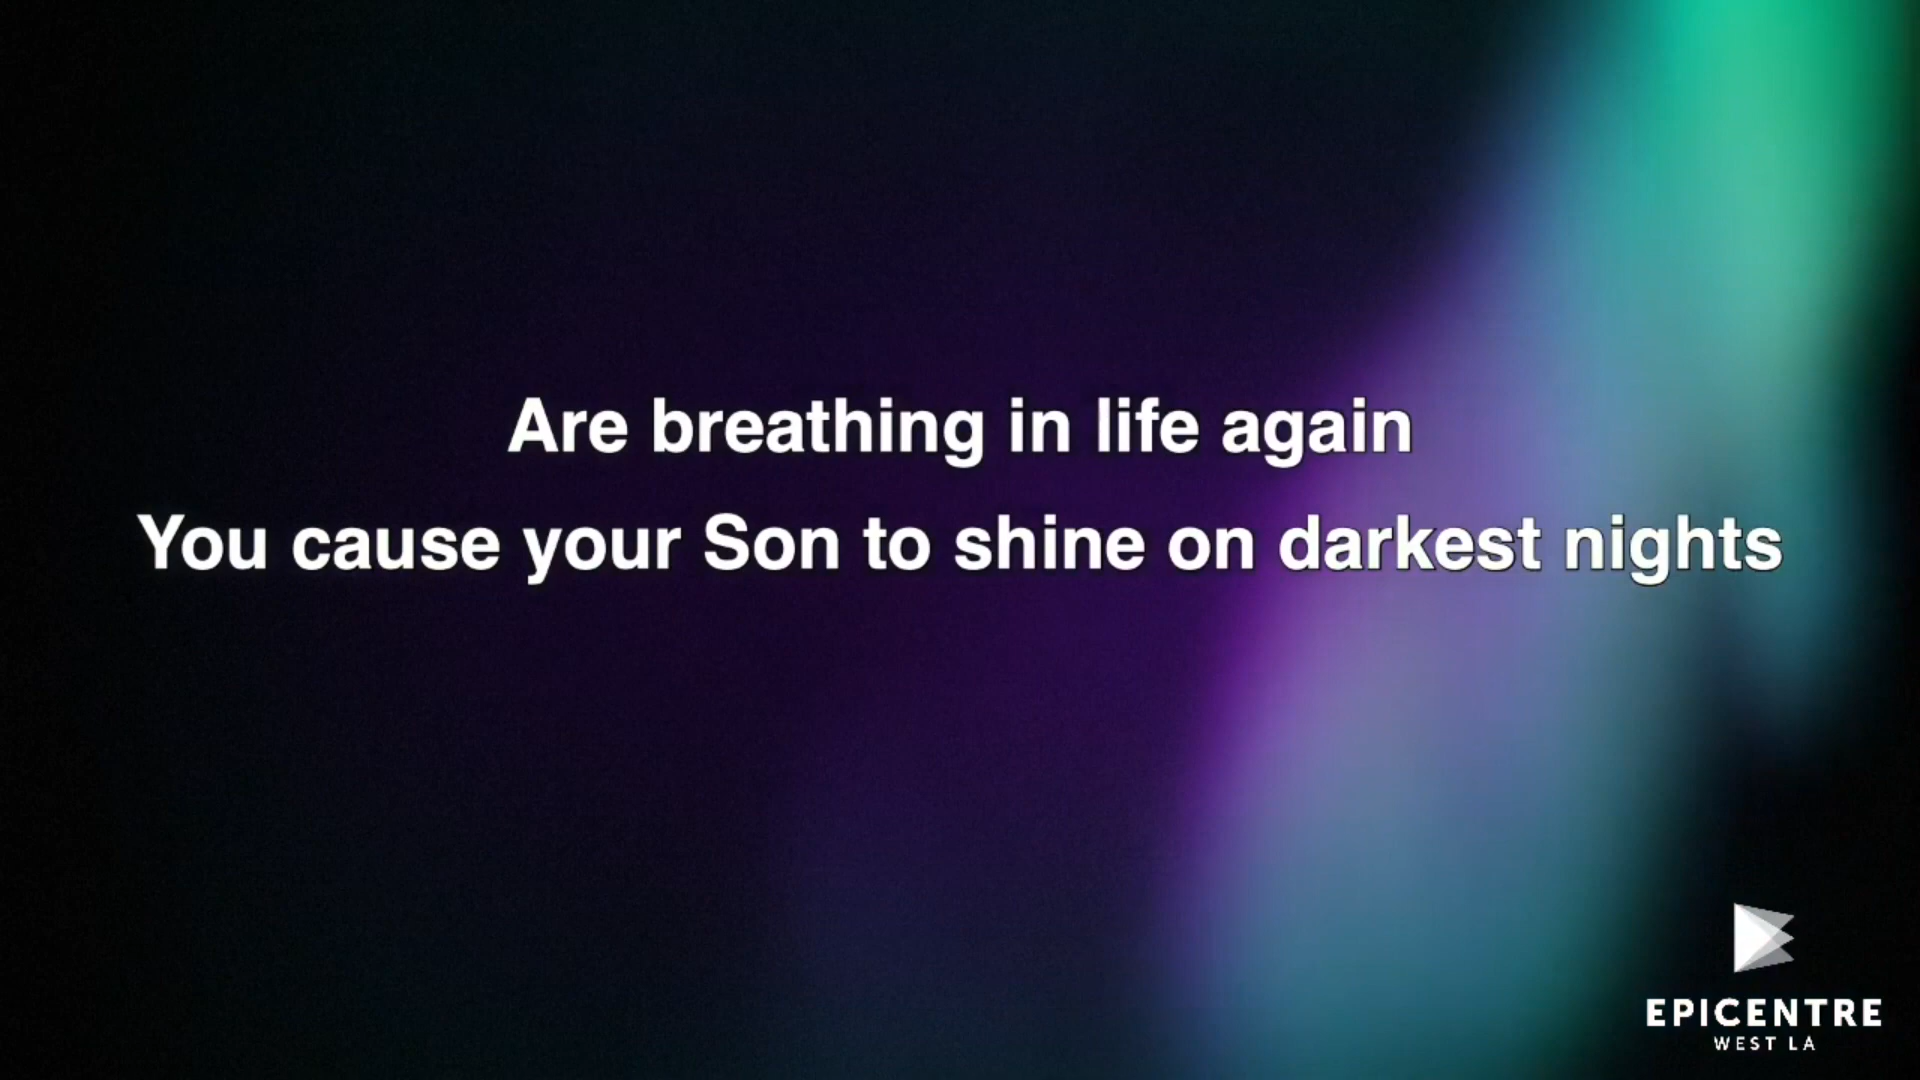 Are breathing in life again
You cause your Son to shine on darkest nights
EPICENTRE
WEST LA